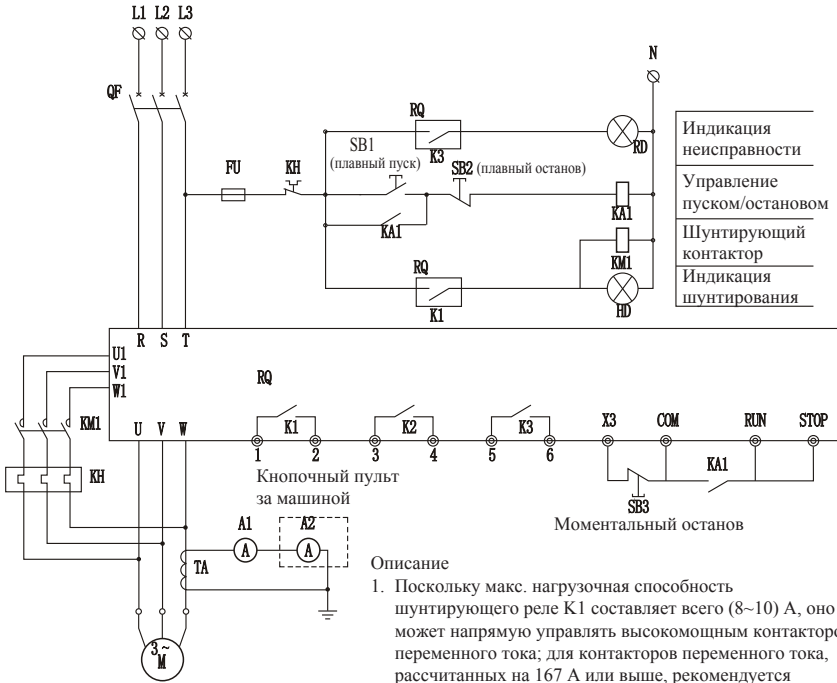 L1 L2 L3
N
QF
RQ
K3
RD
SB1
(плавный пуск)
FU
KH
SB2 (плавный останов)
KA1
KA1
RQ
K1
KM1
HD
Индикация
неисправности
Управление
пуском/остановом
Шунтирующий
контактор
Индикация
шунтирования
R S T
U1
V1
W1
RQ
KM1
U V W
K1
K2
K3
X3 COM RUN STOP
1 2 3 4 5 6
KA1
SB3
KH
Кнопочный пульт
за машиной
Моментальный останов
A1 A2
A
A
TA
3~
M
Описание
1. Поскольку макс. нагрузочная способность
шунтирующего реле K1 составляет всего (8~10) А, оно
может напрямую управлять высокомощным контакторо
переменного тока; для контакторов переменного тока,
рассчитанных на 167 А или выше, рекомендуется